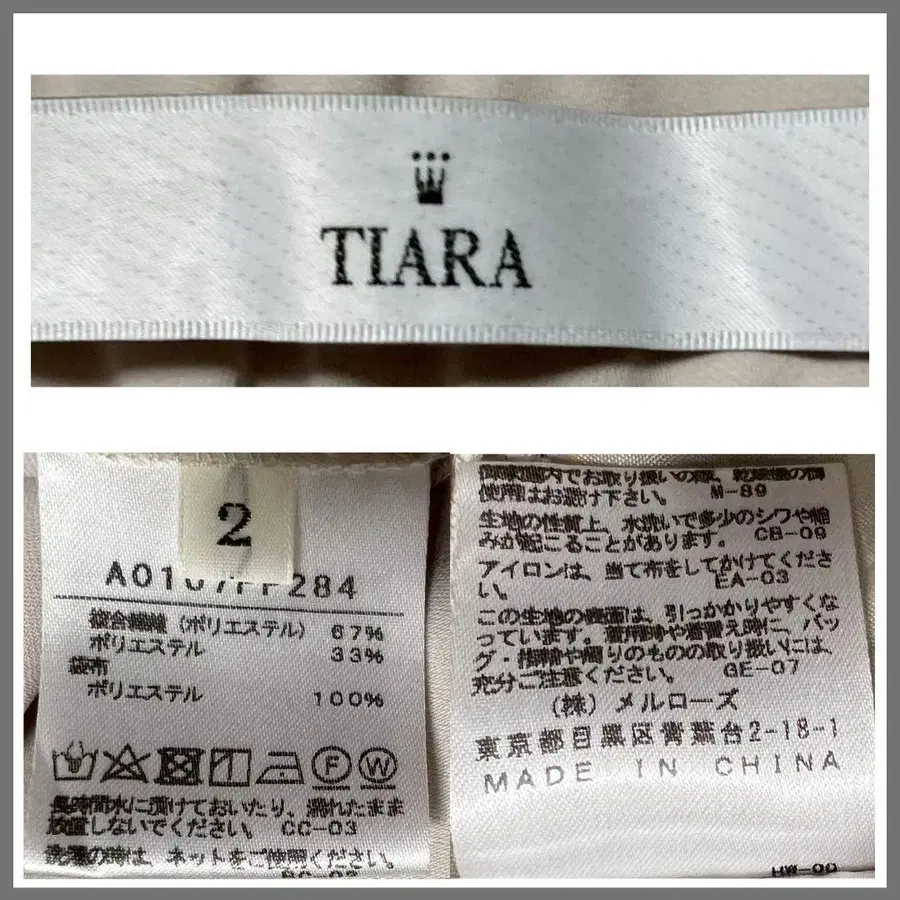 TIARA
2
A0107FP284
複合繊維 (ポリエステル) 67%
ポリエステル 33%
袋布
ポリエステル 100%
F
W
長時間水に漬けておいたり、濡れたまま
放置しないでください。 CC-03
洗濯の時は、ネットをご使用ください。
御家庭内でお取り扱いの際、乾燥機の御
使用はお避け下さい。 M-89
生地の性質上、水洗いで多少のシワや縮
みが起こることがあります。 CB-09
アイロンは、当て布をしてかけてくださ
い。 EA-03
この生地の表面は、引っかかりやすくな
っています。着用時や着替え時に、バッ
グ・指輪や周りのものの取り扱いには、
充分ご注意ください。 GE-07
(株) メルローズ
東京都目黒区青葉台2-18-1
MADE IN CHINA